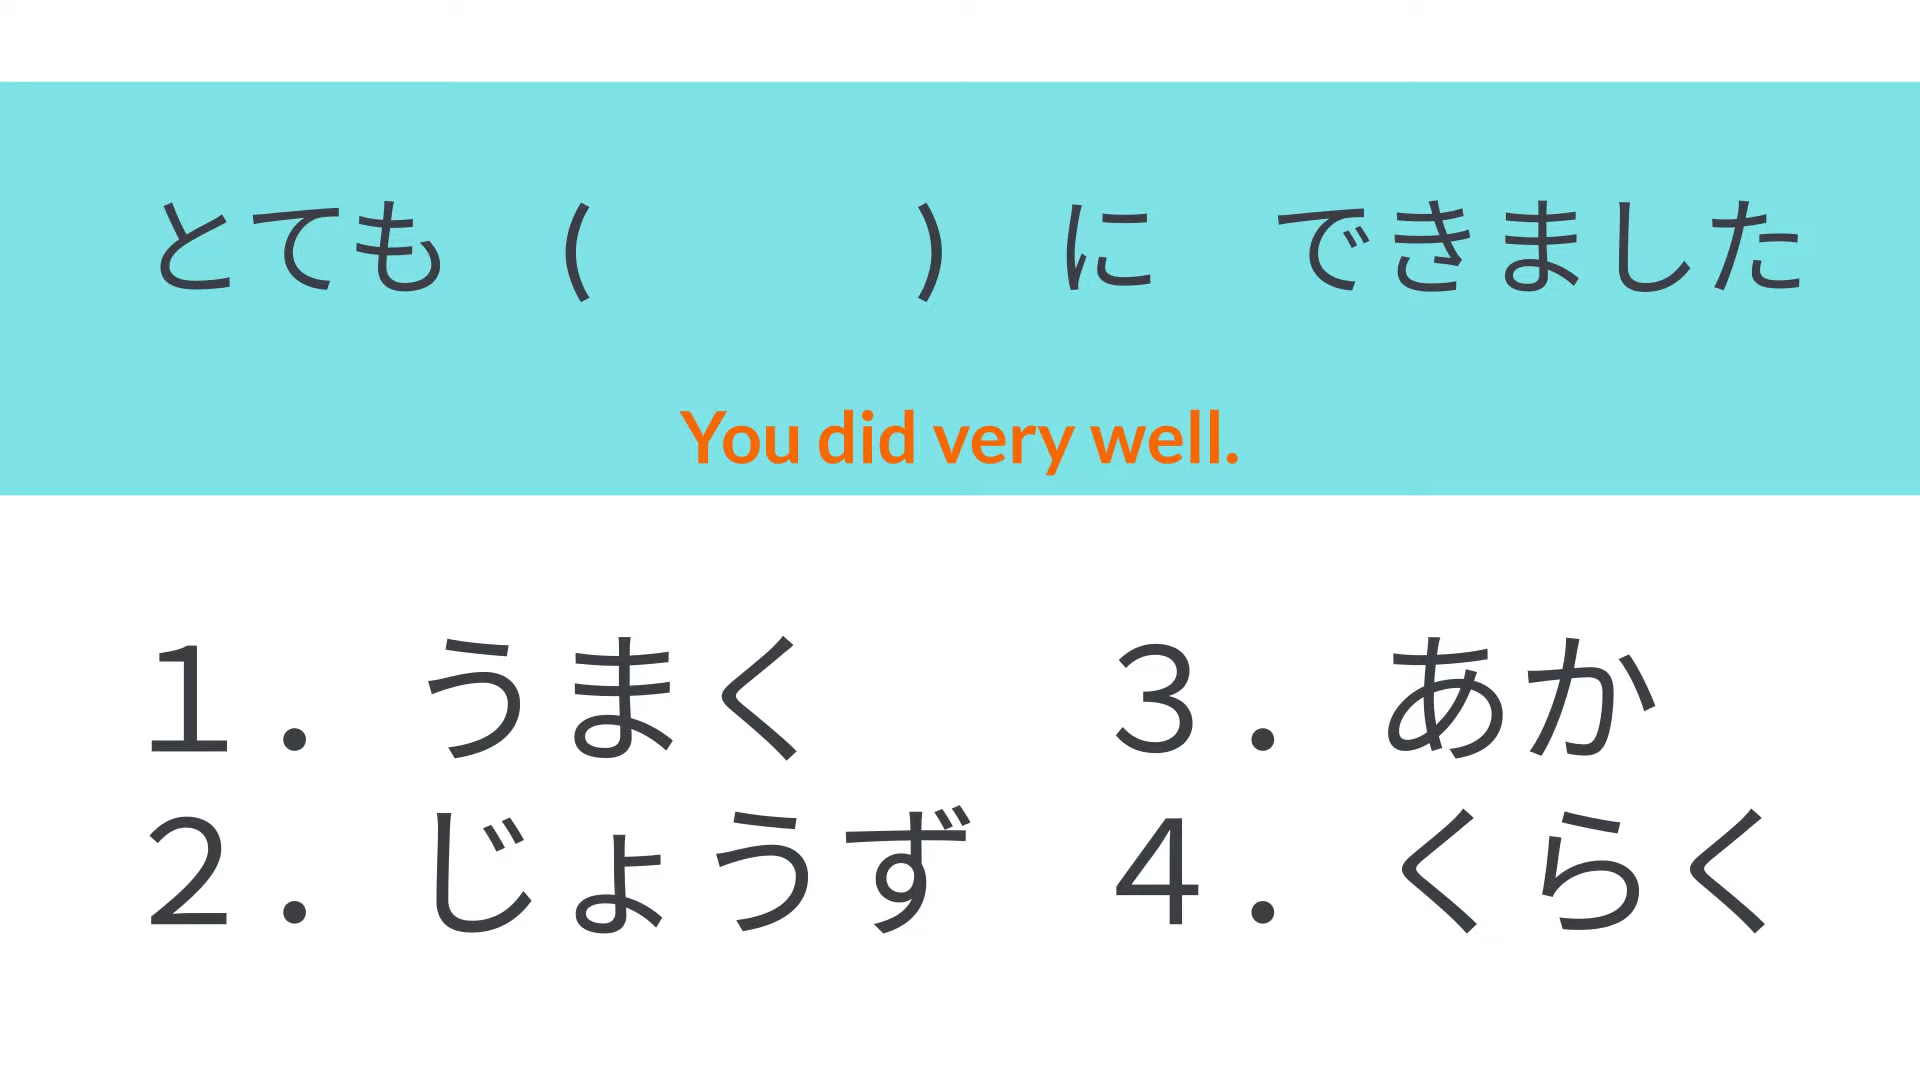 とても　(　　　)　に　できました
You did very well.
１．うまく
２．じょうず
３．あか
４．くらく